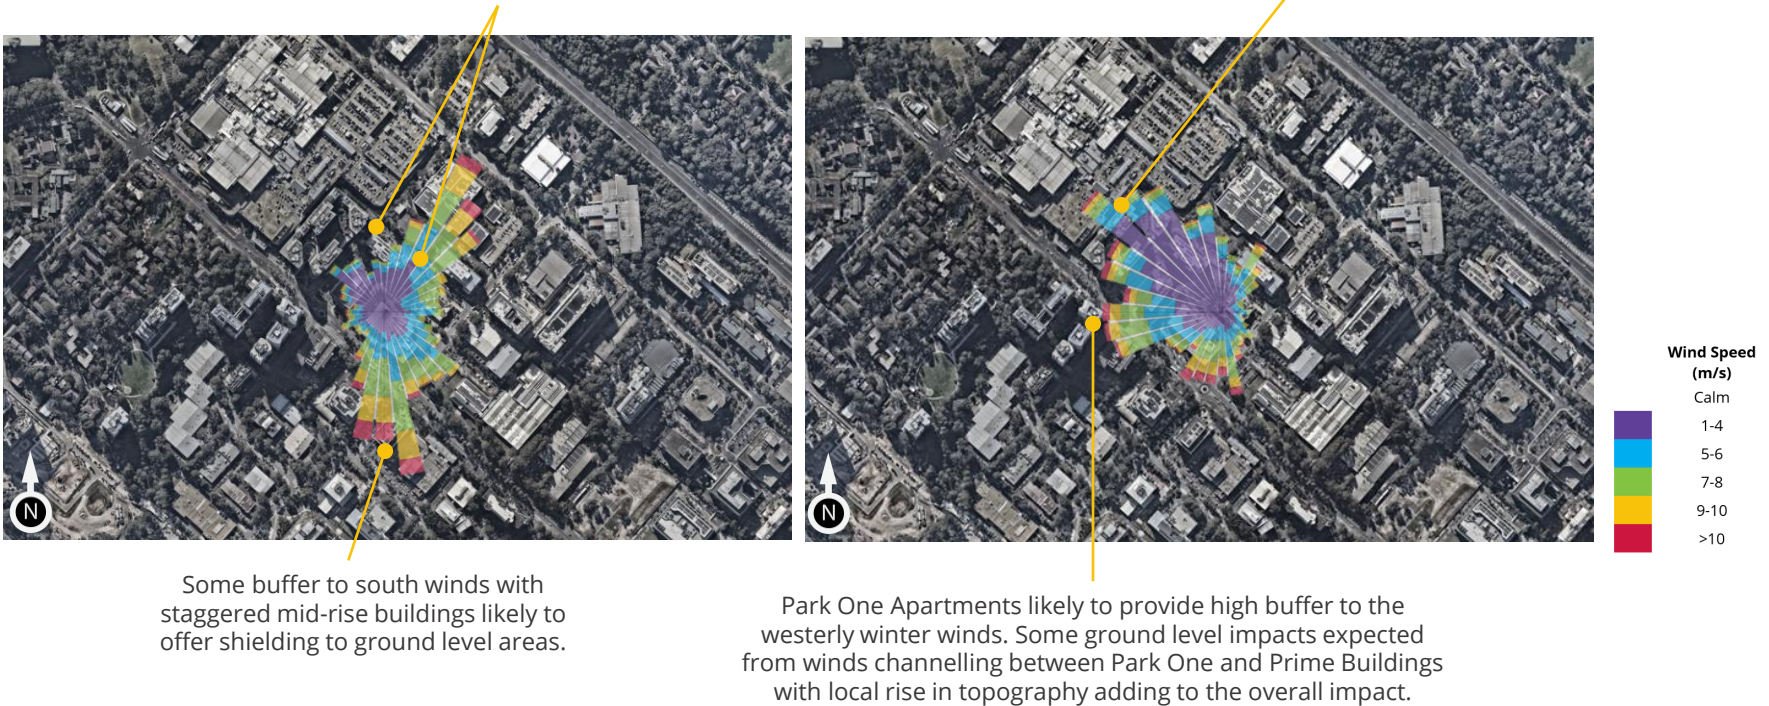 N
Some buffer to south winds with
staggered mid-rise buildings likely to
offer shielding to ground level areas.
N
Park One Apartments likely to provide high buffer to the
westerly winter winds. Some ground level impacts expected
from winds channelling between Park One and Prime Buildings
with local rise in topography adding to the overall impact.
Wind Speed
(m/s)
Calm
1-4
5-6
7-8
9-10
>10